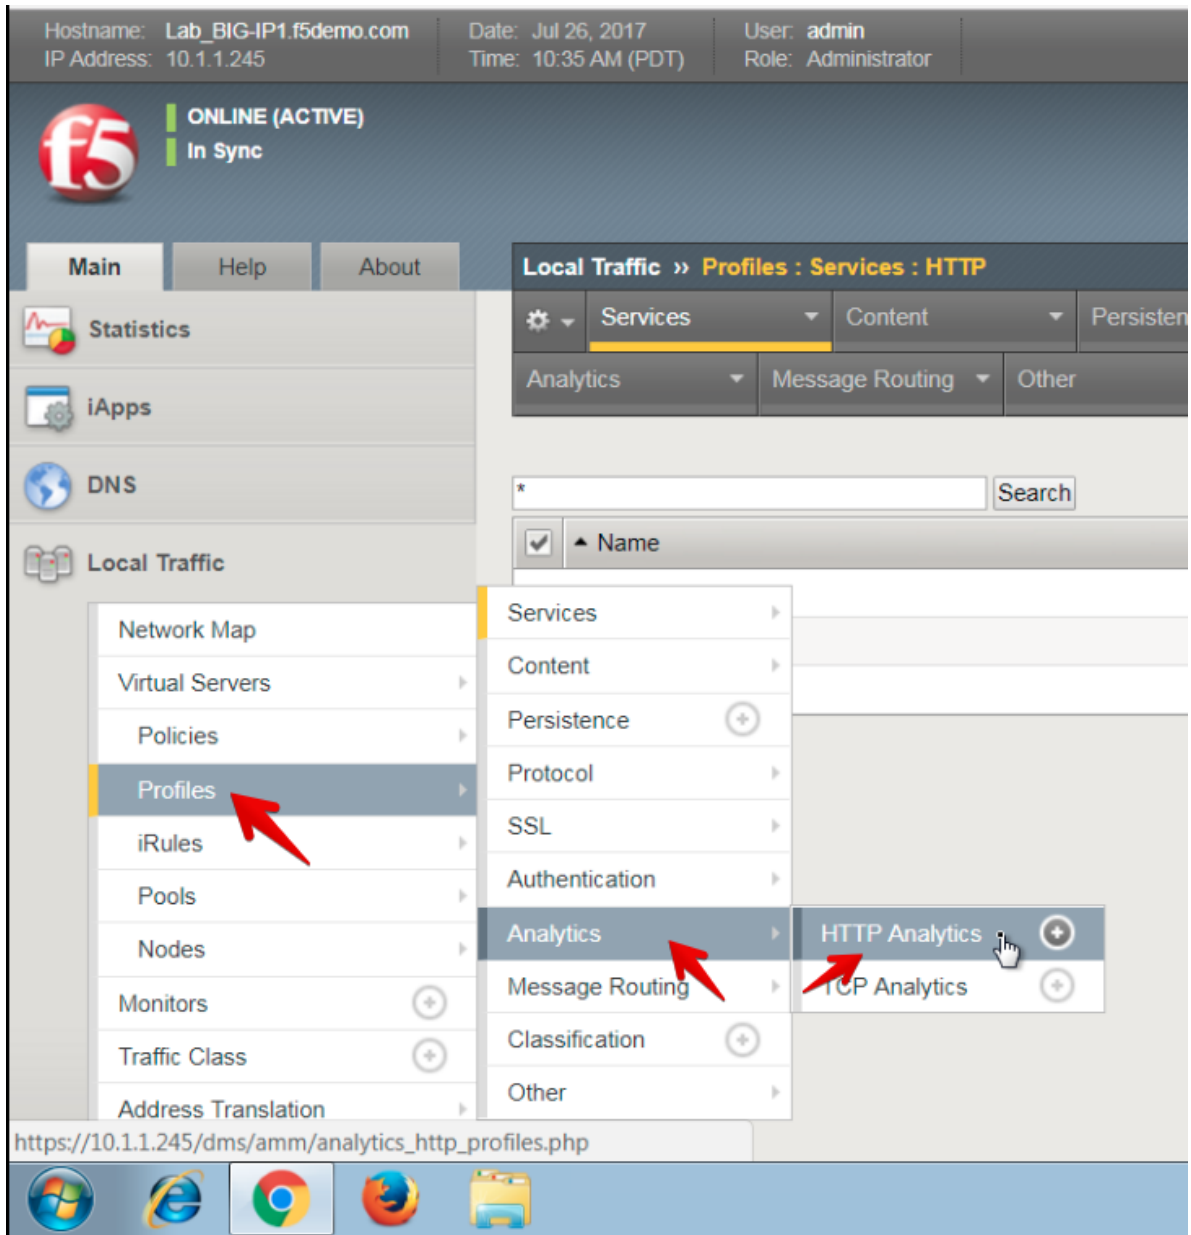 Hostname: Lab_BIG-IP1.f5demo.com Date: Jul 26, 2017 User: admin
IP Address: 10.1.1.245 Time: 10:35 AM (PDT) Role: Administrator
f5
ONLINE (ACTIVE)
In Sync
Main Help About
Local Traffic ›› Profiles : Services : HTTP
Statistics
Services Content Persisten
Analytics Message Routing Other
iApps
DNS
* Search
Name
Local Traffic
Network Map
Virtual Servers
Policies
Profiles
iRules
Pools
Nodes
Monitors
Traffic Class
Address Translation
Services
Content
Persistence
Protocol
SSL
Authentication
Analytics
Message Routing
Classification
Other
HTTP Analytics
TCP Analytics
https://10.1.1.245/dms/amm/analytics_http_profiles.php